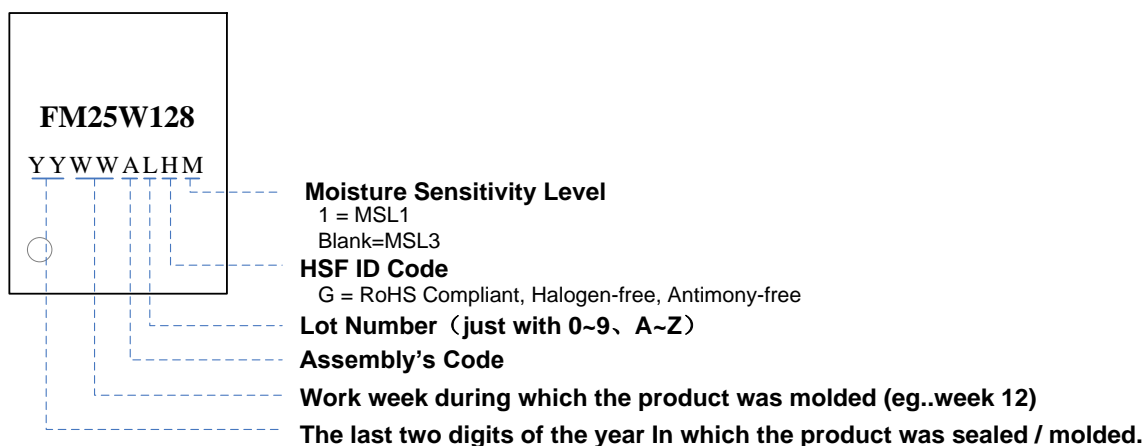 FM25W128
YYWWALHM
Moisture Sensitivity Level
1 = MSL1
Blank=MSL3
HSF ID Code
G = RoHS Compliant, Halogen-free, Antimony-free
Lot Number（just with 0~9、A~Z）
Assembly's Code
Work week during which the product was molded (eg..week 12)
The last two digits of the year In which the product was sealed / molded.